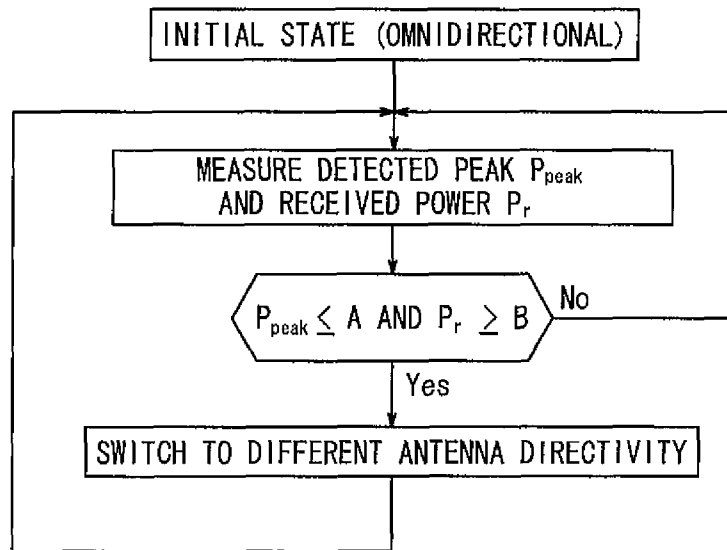 INITIAL STATE (OMNIDIRECTIONAL)
MEASURE DETECTED PEAK Ppeak
AND RECEIVED POWER Pr
Ppeak ≤ A AND Pr ≥ B
No
Yes
SWITCH TO DIFFERENT ANTENNA DIRECTIVITY